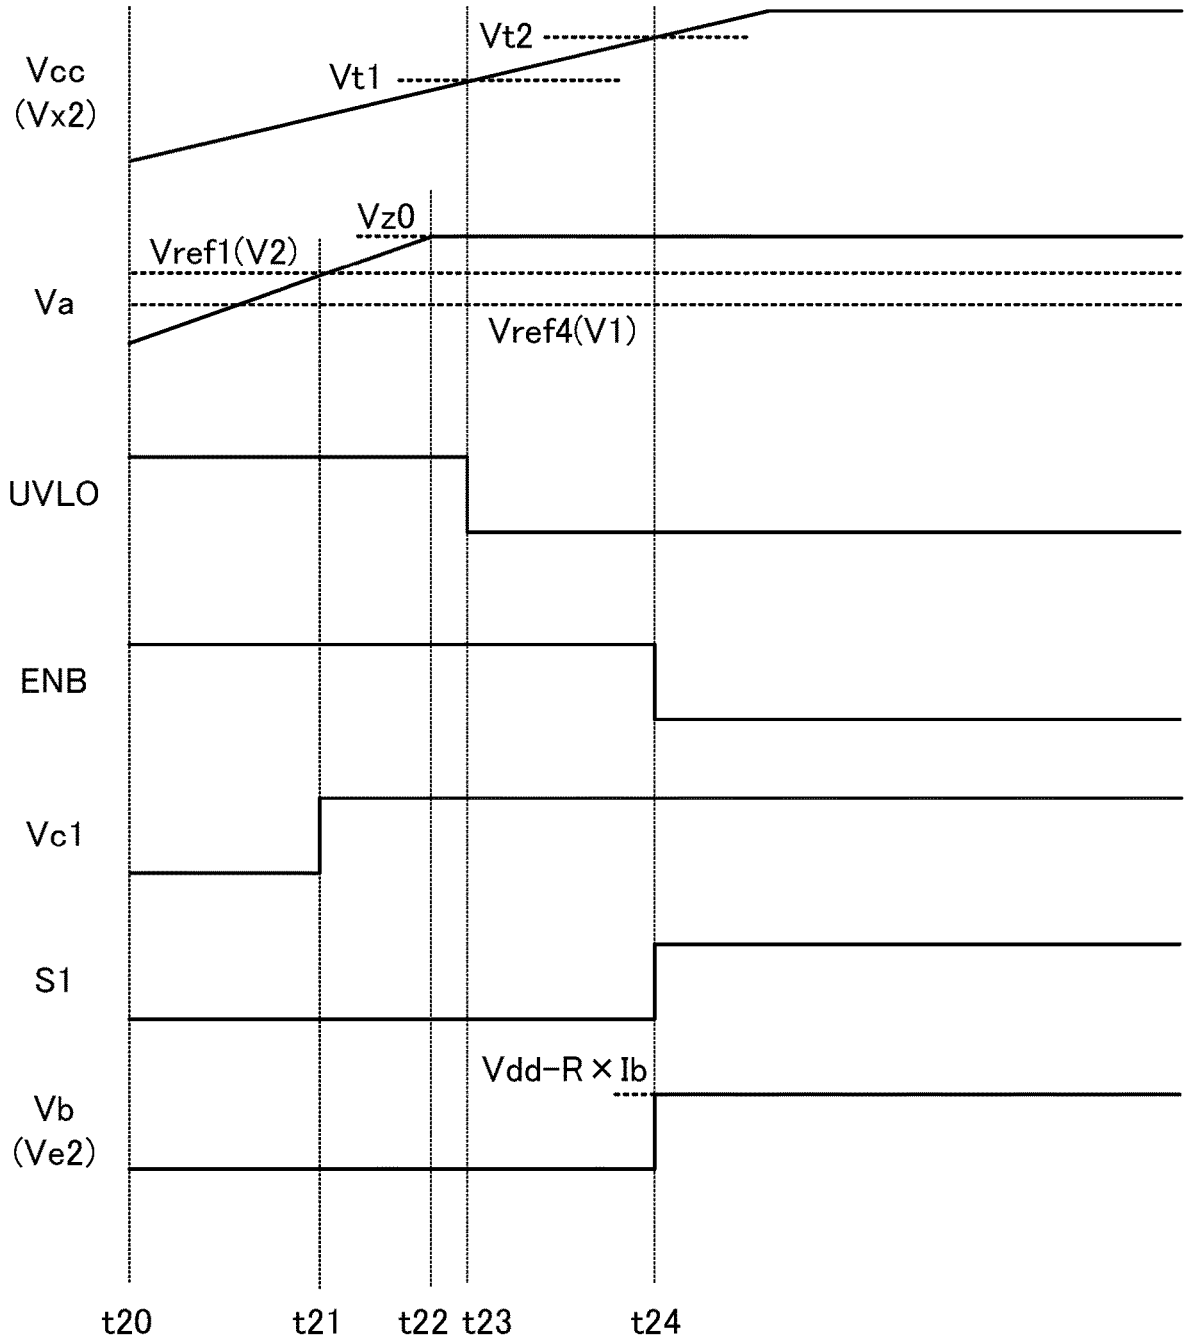 Vt2
Vt1
Vcc
(Vx2)
Vz0
Vref1(V2)
Va
Vref4(V1)
UVLO
ENB
Vc1
S1
Vdd−R×Ib
Vb
(Ve2)
t20 t21 t22 t23 t24